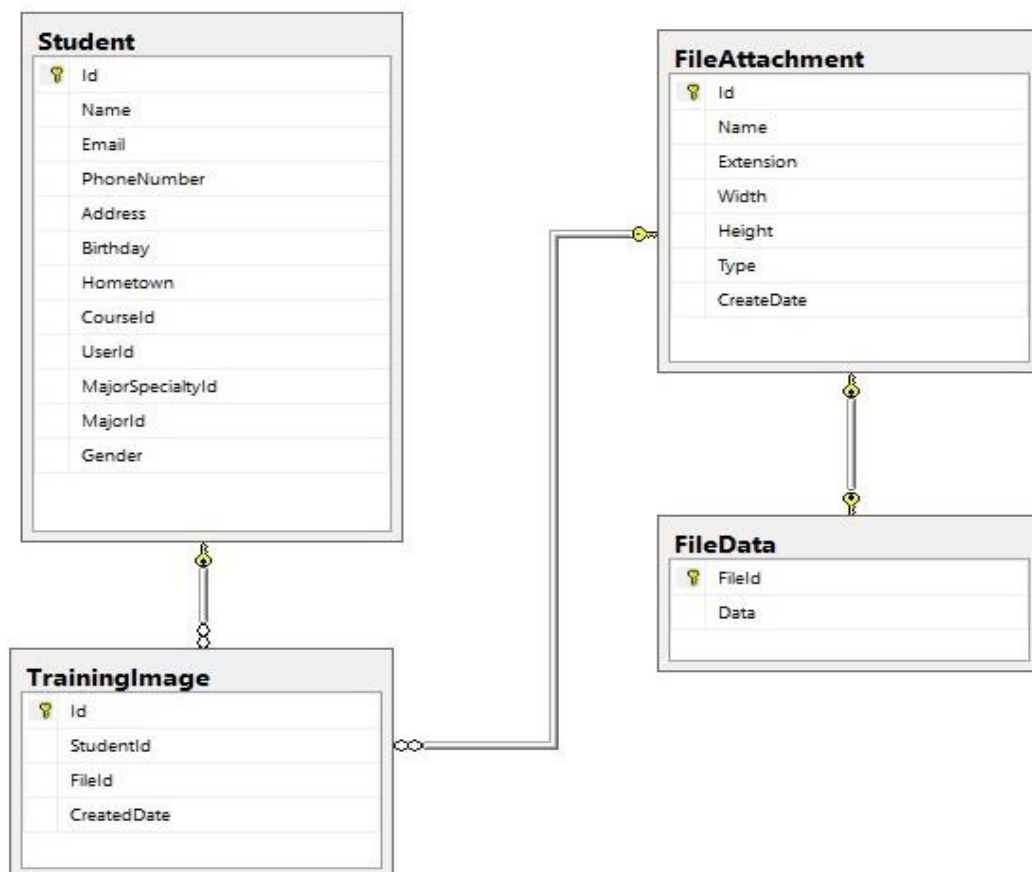 Student
Id
Name
Email
PhoneNumber
Address
Birthday
Hometown
CourseId
UserId
MajorSpecialtyId
MajorId
Gender
FileAttachment
Id
Name
Extension
Width
Height
Type
CreateDate
FileData
FileId
Data
TrainingImage
Id
StudentId
FileId
CreatedDate